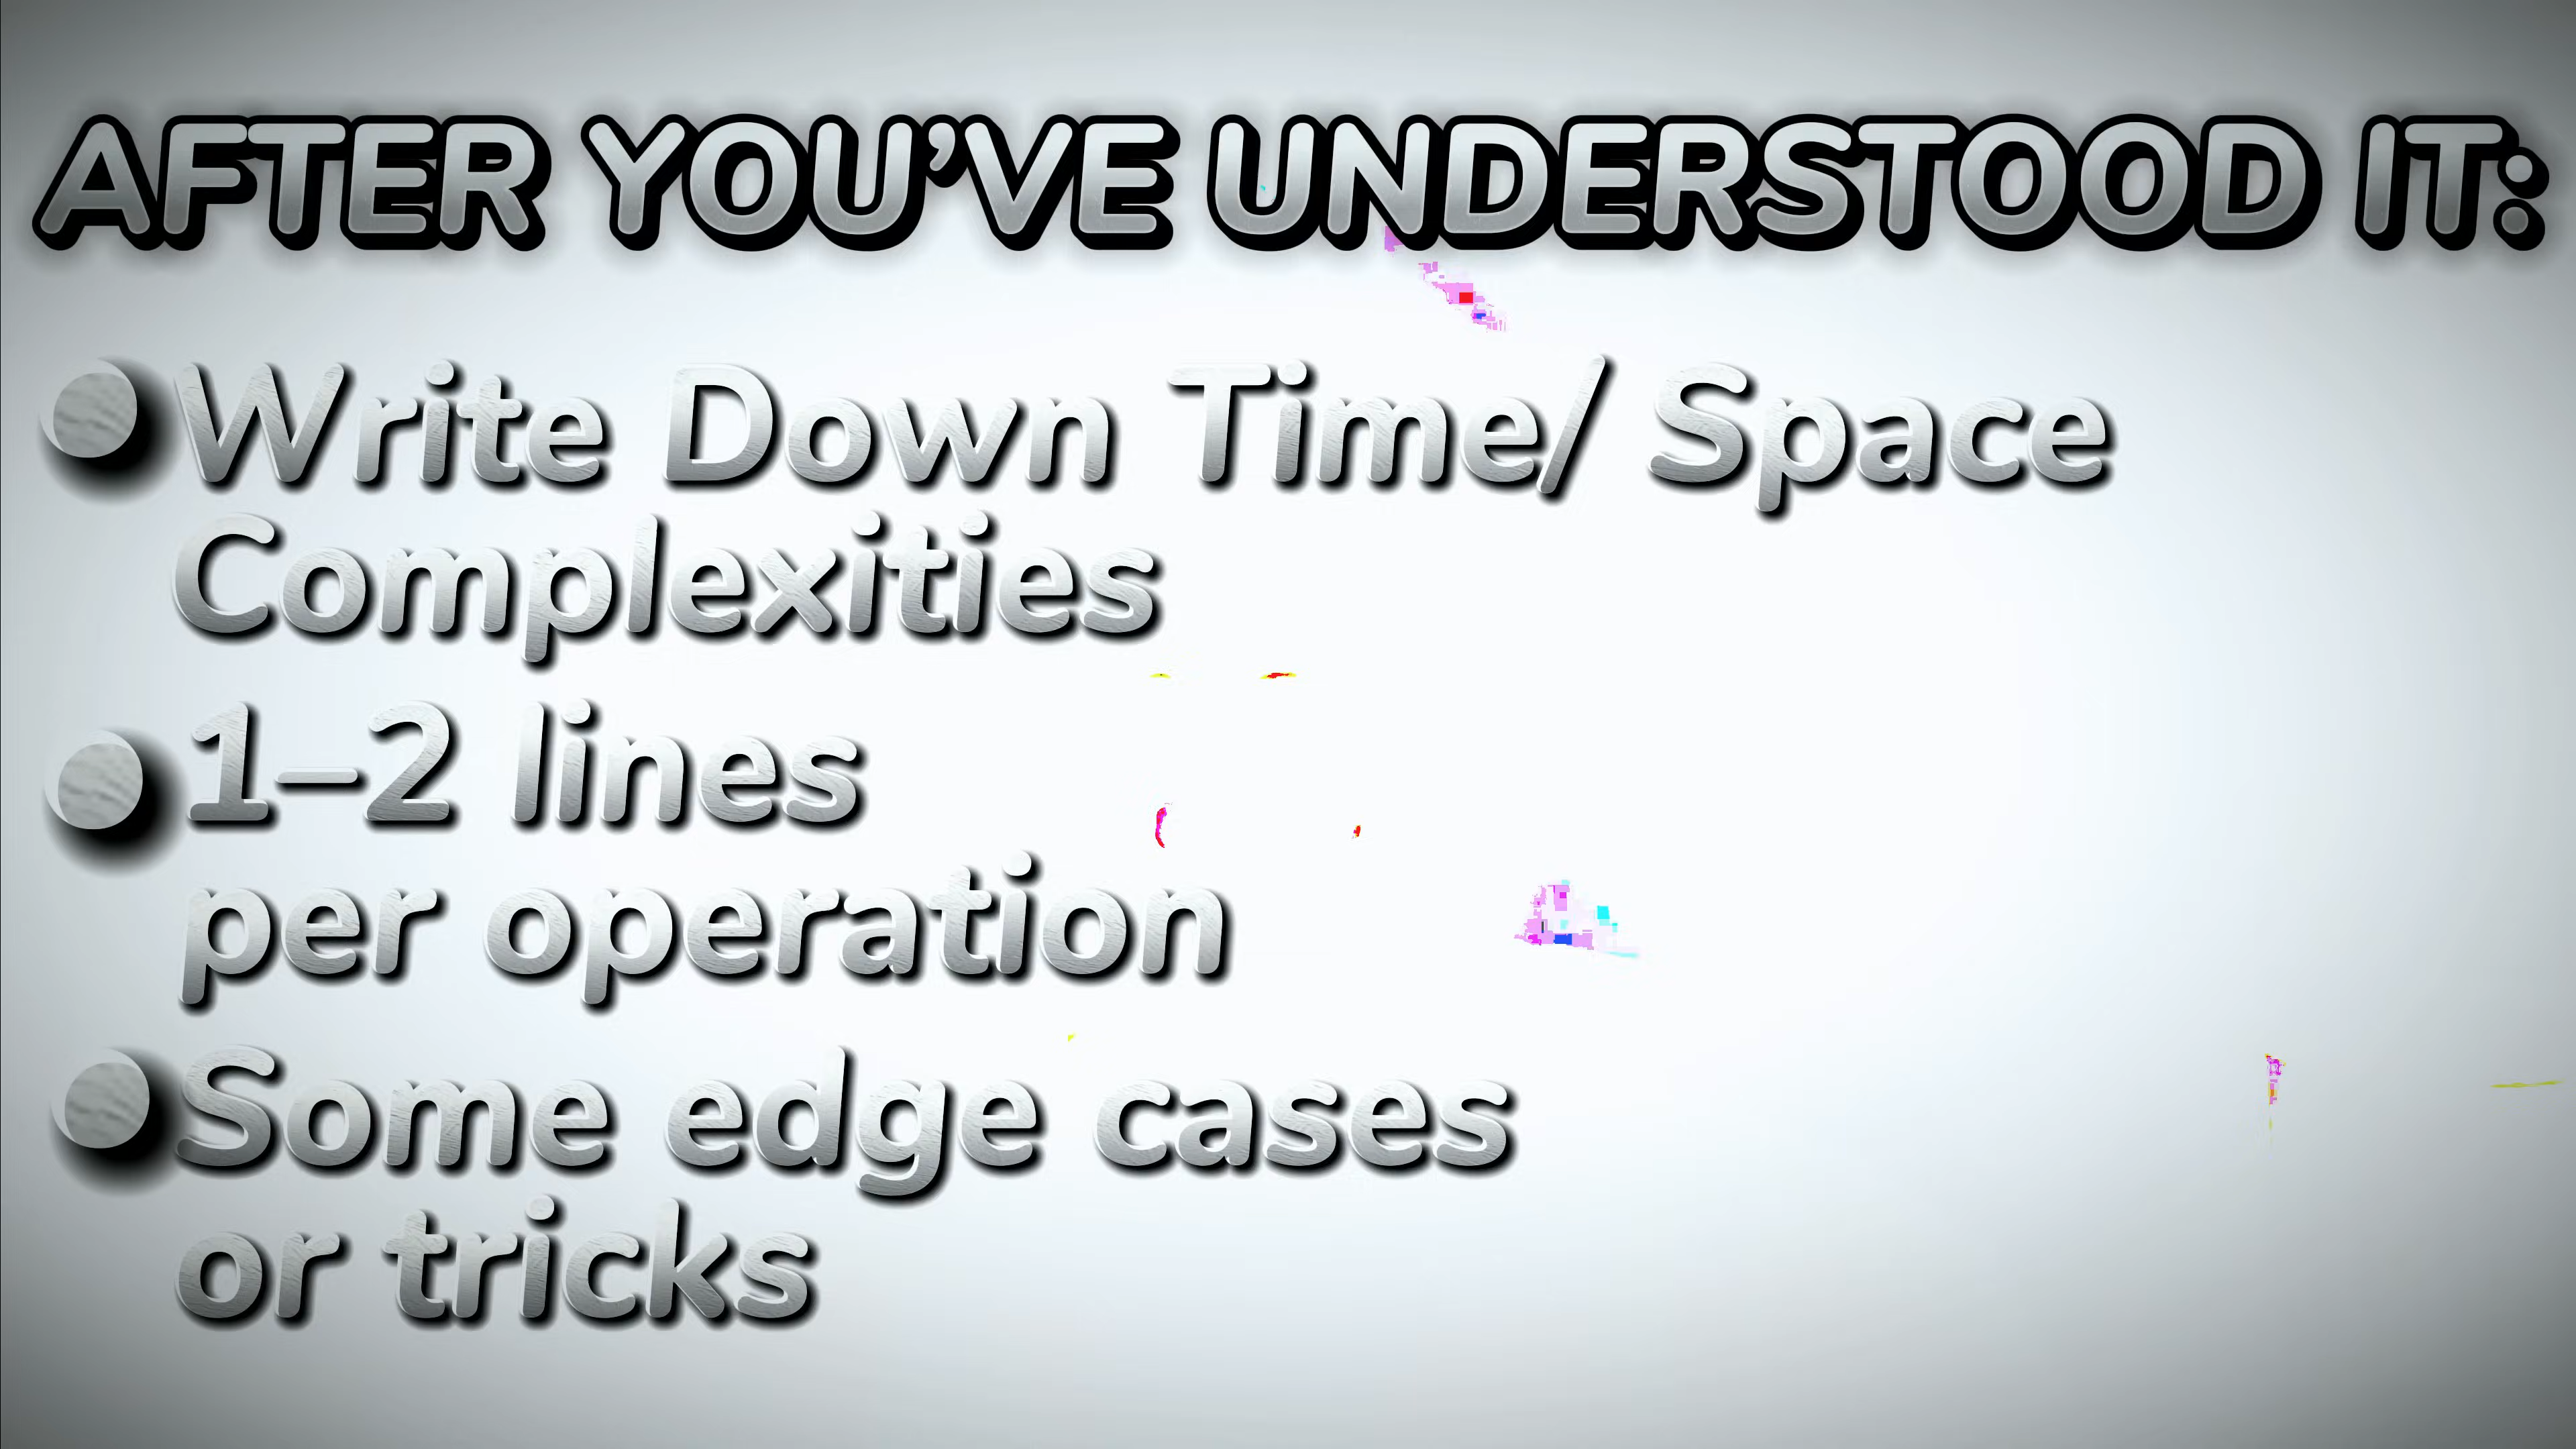 AFTER YOU'VE UNDERSTOOD IT:
Write Down Time/ Space
Complexities
1–2 lines
per operation
Some edge cases
or tricks